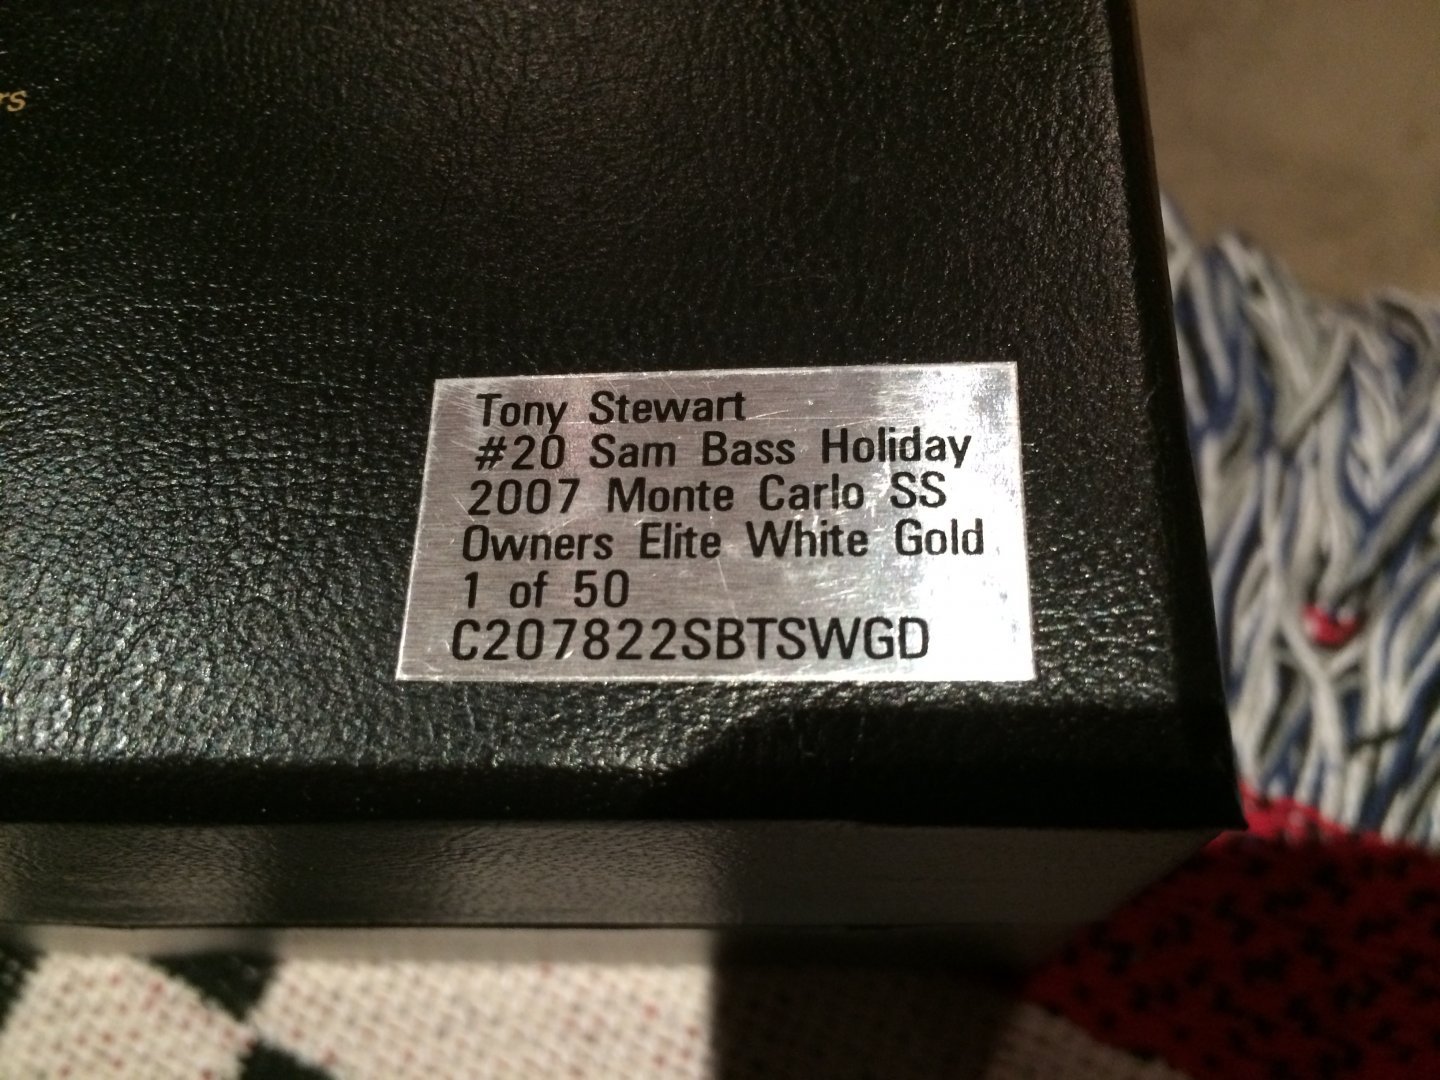 Tony Stewart
#20 Sam Bass Holiday
2007 Monte Carlo SS
Owners Elite White Gold
1 of 50
C207822SBTSWGD